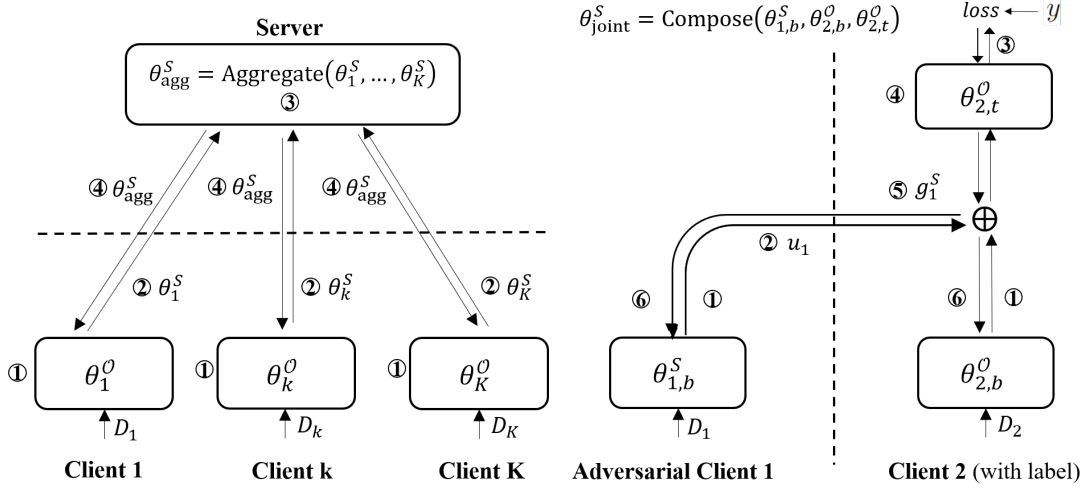 Server
θ^S_agg = Aggregate(θ^S_1, …, θ^S_K)
③
④ θ^S_agg ④ θ^S_agg ④ θ^S_agg
② θ^S_1 ② θ^S_k ② θ^S_K
① θ^𝒪_1 ① θ^𝒪_k ① θ^𝒪_K
D_1 D_k D_K
Client 1 Client k Client K
θ^S_joint = Compose(θ^S_{1,b}, θ^𝒪_{2,b}, θ^𝒪_{2,t})
loss y
③
④ θ^𝒪_{2,t}
⑤ g^S_1
⊕
② u_1
⑥ ① ⑥ ①
θ^S_{1,b} θ^𝒪_{2,b}
D_1 D_2
Adversarial Client 1 Client 2 (with label)